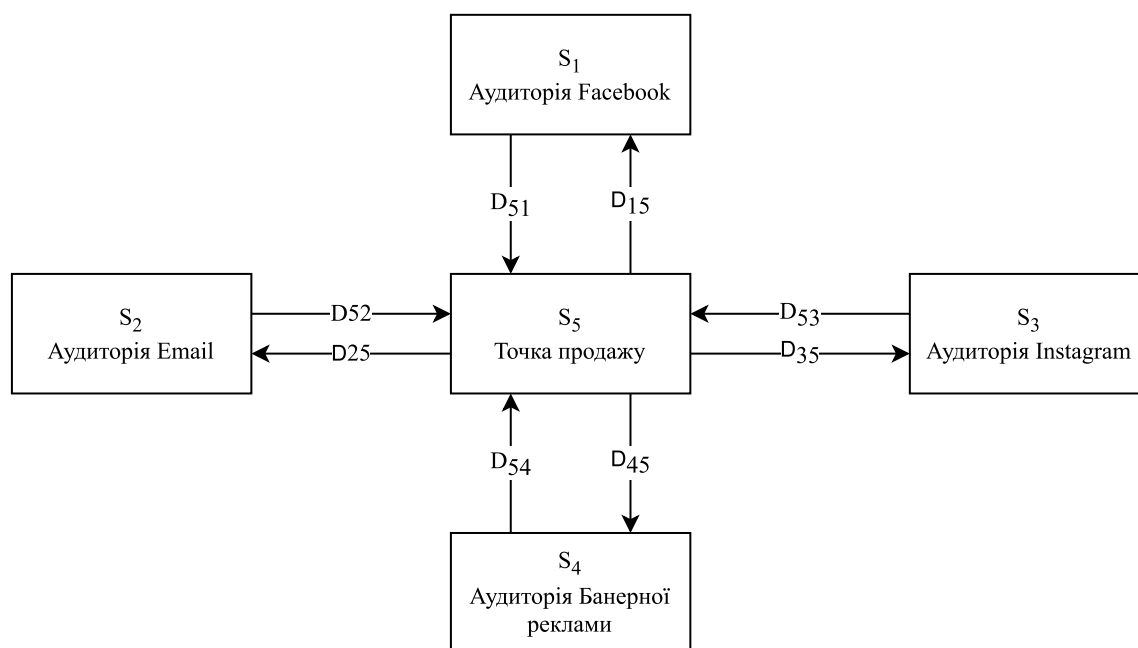 S1
Аудиторія Facebook
D51
D15
S2
Аудиторія Email
D52
D25
S5
Точка продажу
D53
D35
S3
Аудиторія Instagram
D54
D45
S4
Аудиторія Банерної
реклами